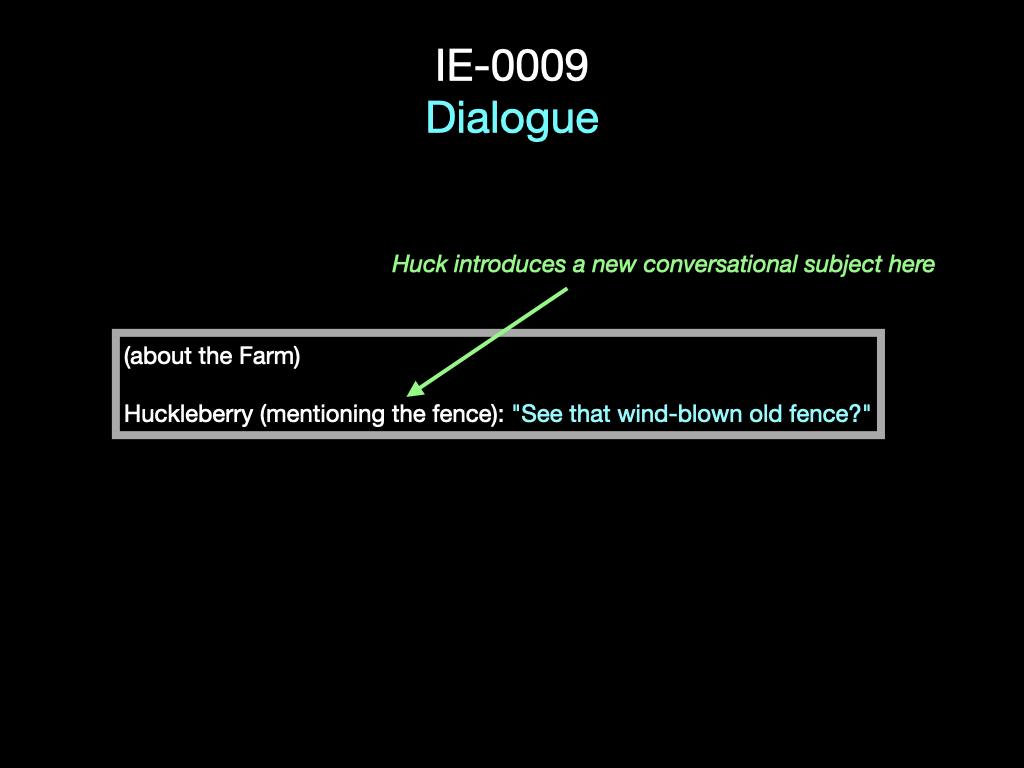 IE-0009
Dialogue
Huck introduces a new conversational subject here
(about the Farm)
Huckleberry (mentioning the fence): "See that wind-blown old fence?"